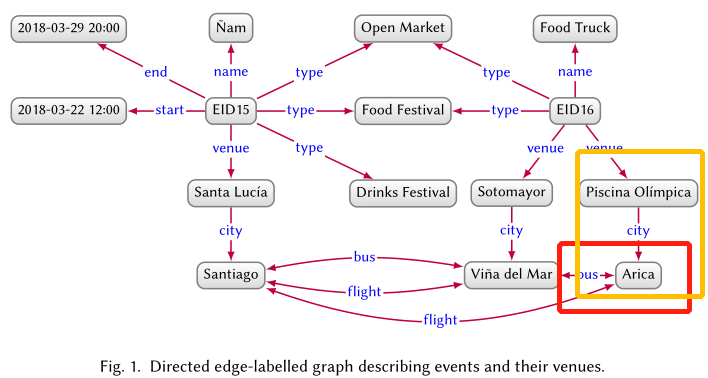 2018-03-29 20:00
Ñam
Open Market
Food Truck
end
name
type
type
name
2018-03-22 12:00
start
EID15
type
Food Festival
type
EID16
venue
type
venue
venue
Santa Lucía
Drinks Festival
Sotomayor
Piscina Olímpica
city
city
city
bus
Santiago
Viña del Mar
bus
Arica
flight
flight
Fig. 1. Directed edge-labelled graph describing events and their venues.